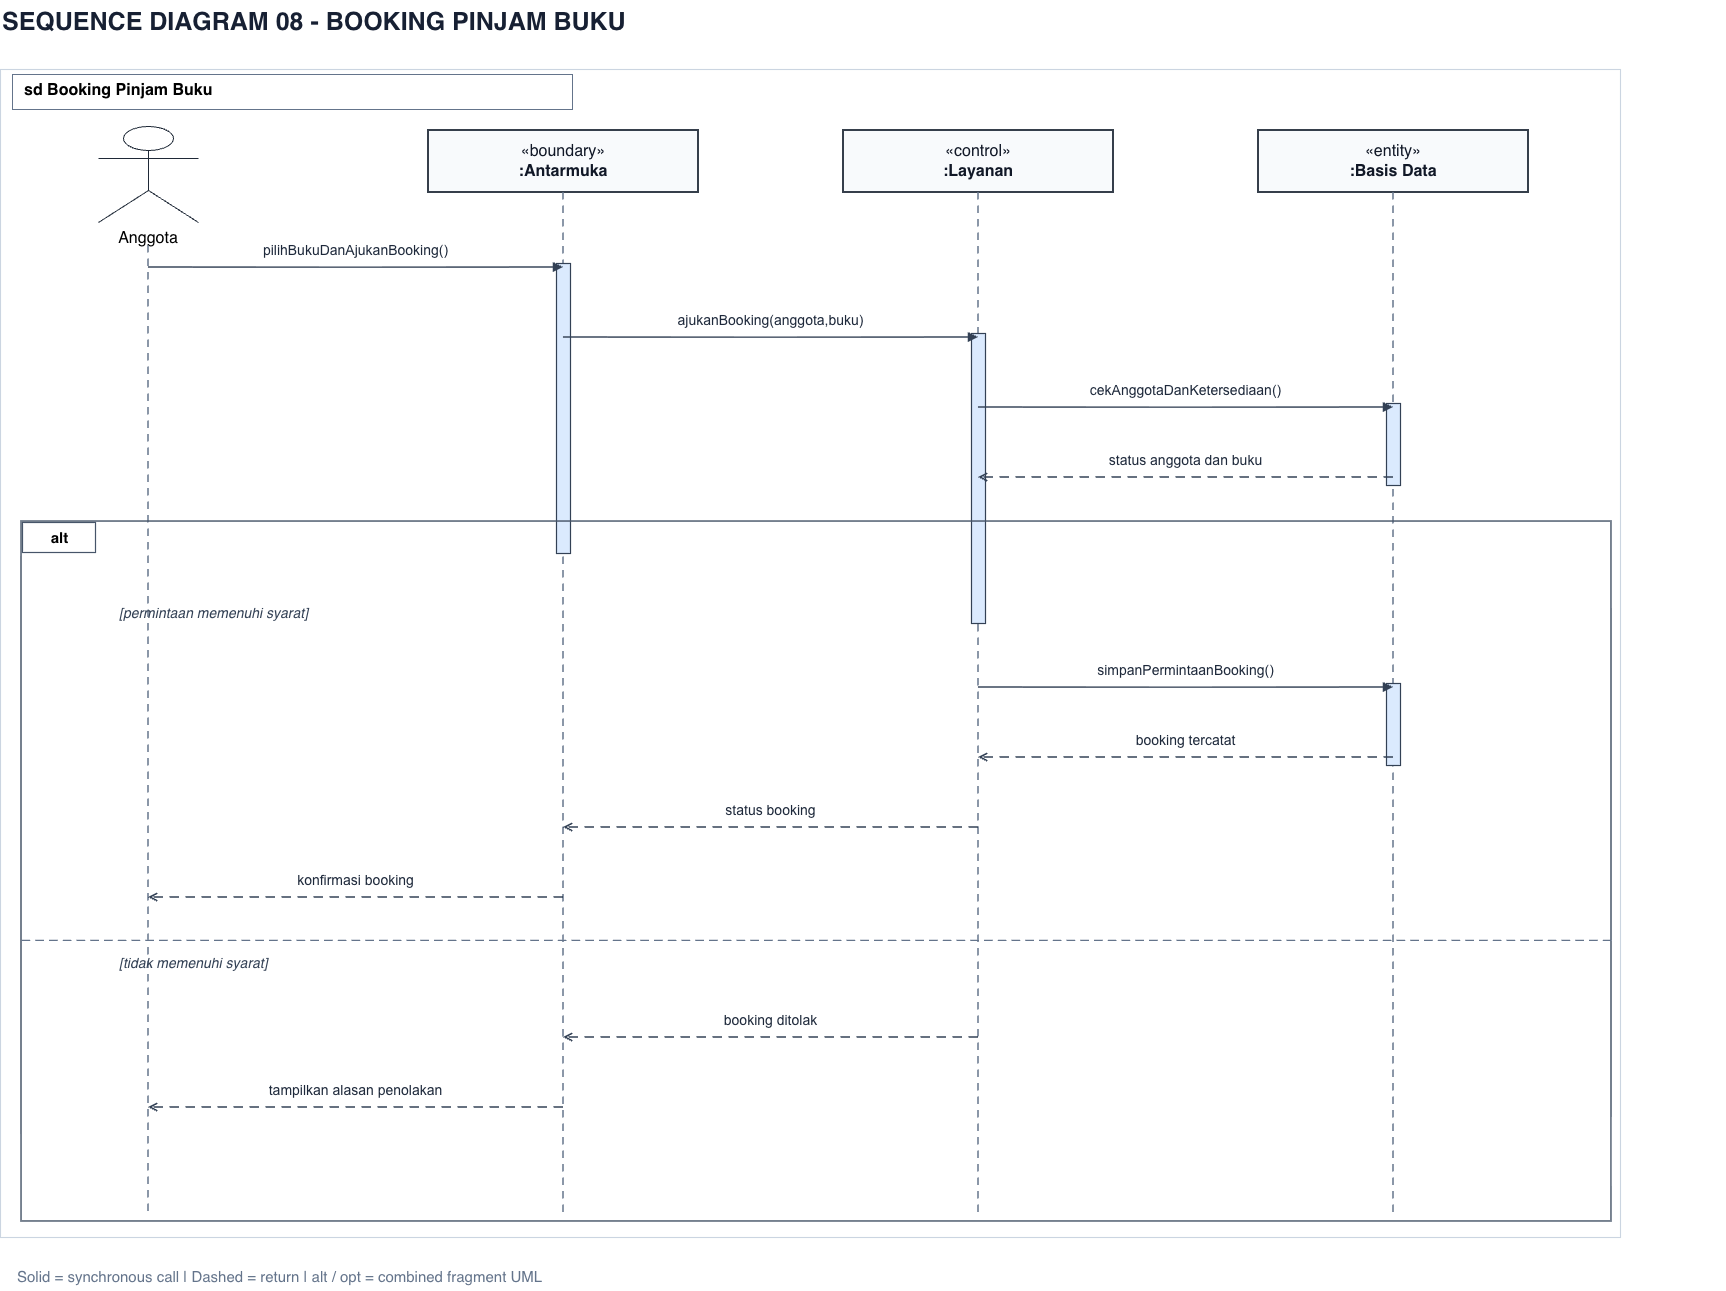 SEQUENCE DIAGRAM 08 - BOOKING PINJAM BUKU
sd Booking Pinjam Buku
«boundary»
:Antarmuka
«control»
:Layanan
«entity»
:Basis Data
Anggota
pilihBukuDanAjukanBooking()
ajukanBooking(anggota,buku)
cekAnggotaDanKetersediaan()
status anggota dan buku
alt
[permintaan memenuhi syarat]
simpanPermintaanBooking()
booking tercatat
status booking
konfirmasi booking
[tidak memenuhi syarat]
booking ditolak
tampilkan alasan penolakan
Solid = synchronous call | Dashed = return | alt / opt = combined fragment UML